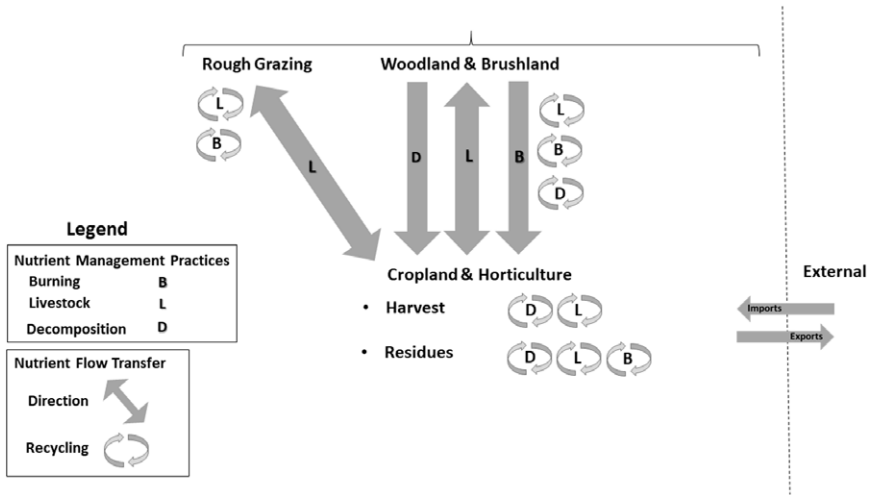 Rough Grazing
Woodland & Brushland
L
B
L
D
L
B
L
B
D
Legend
Nutrient Management Practices
Burning B
Livestock L
Decomposition D
Nutrient Flow Transfer
Direction
Recycling
Cropland & Horticulture
• Harvest D L
• Residues D L B
External
Imports
Exports